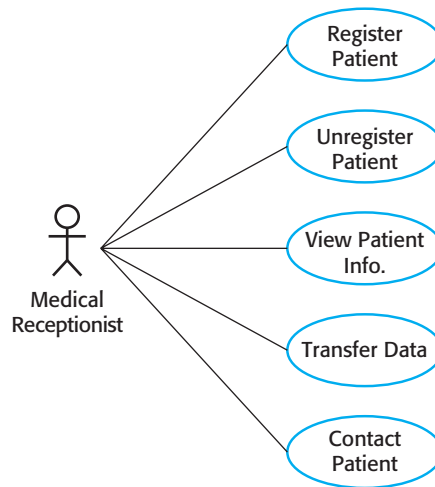 Register
Patient
Unregister
Patient
View Patient
Info.
Medical
Receptionist
Transfer Data
Contact
Patient